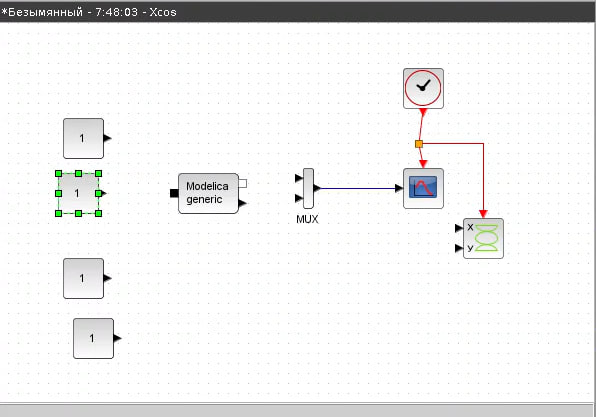 *Безымянный - 7:48:03 - Xcos
1
1
Modelica
generic
MUX
X
У
1
1